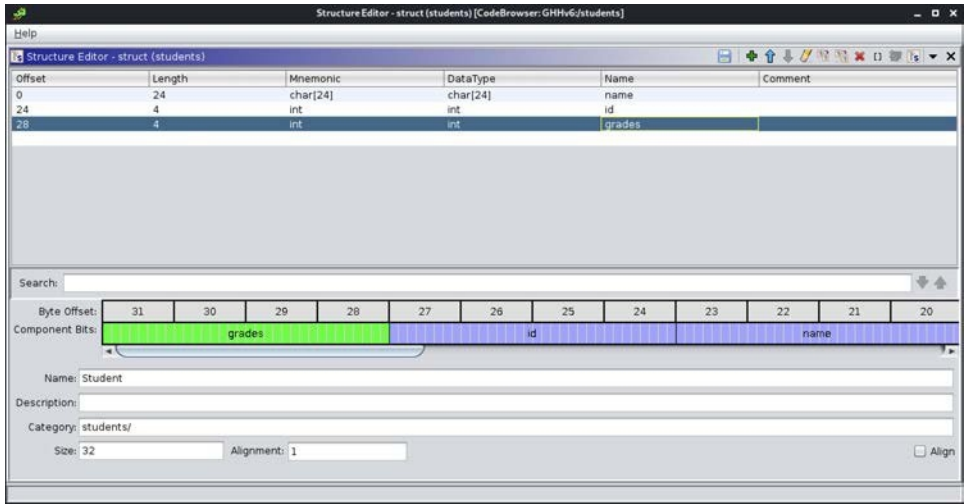 Structure Editor - struct (students) [CodeBrowser: GHHv6:/students]
Help
Structure Editor - struct (students)
Offset Length Mnemonic DataType Name Comment
0 24 char[24] char[24] name
24 4 int int id
28 4 int int grades
Search:
Byte Offset: 31 30 29 28 27 26 25 24 23 22 21 20
Component Bits: grades id name
Name: Student
Description:
Category: students/
Size: 32 Alignment: 1 Align